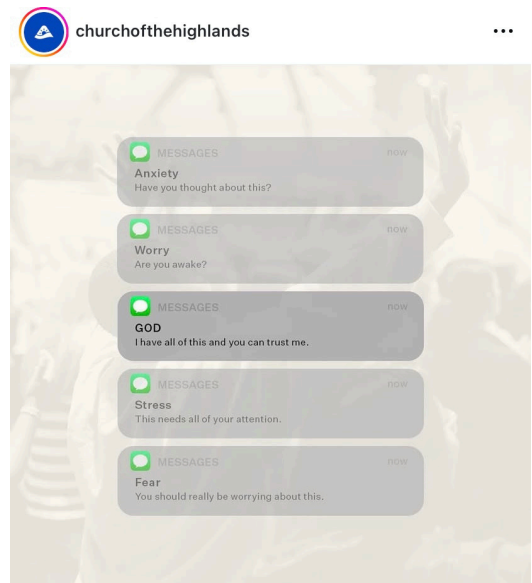 churchofthehighlands
MESSAGES now
Anxiety
Have you thought about this?
MESSAGES now
Worry
Are you awake?
MESSAGES now
GOD
I have all of this and you can trust me.
MESSAGES now
Stress
This needs all of your attention.
MESSAGES now
Fear
You should really be worrying about this.